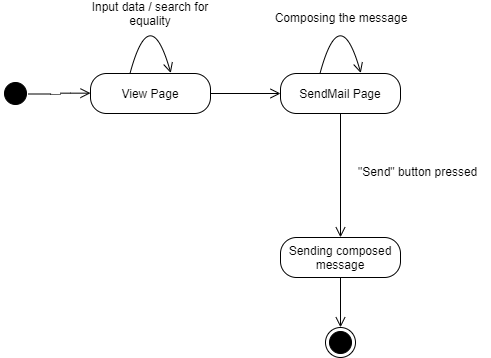 Input data / search for
equality
Composing the message
View Page
SendMail Page
"Send" button pressed
Sending composed
message